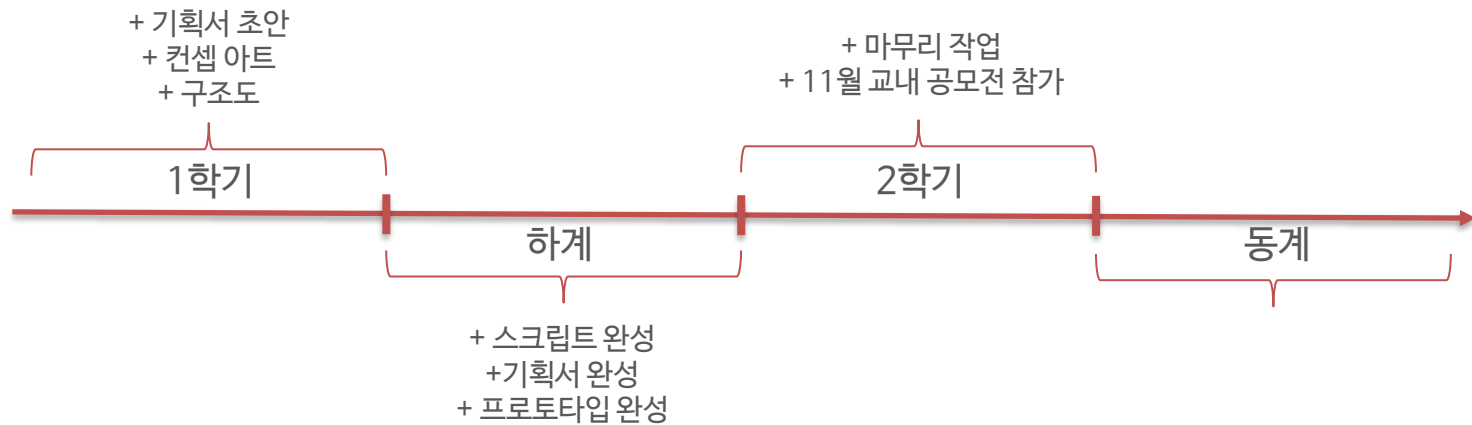 + 기획서 초안
+ 컨셉 아트
+ 구조도
1학기
하계
+ 스크립트 완성
+기획서 완성
+ 프로토타입 완성
+ 마무리 작업
+ 11월 교내 공모전 참가
2학기
동계